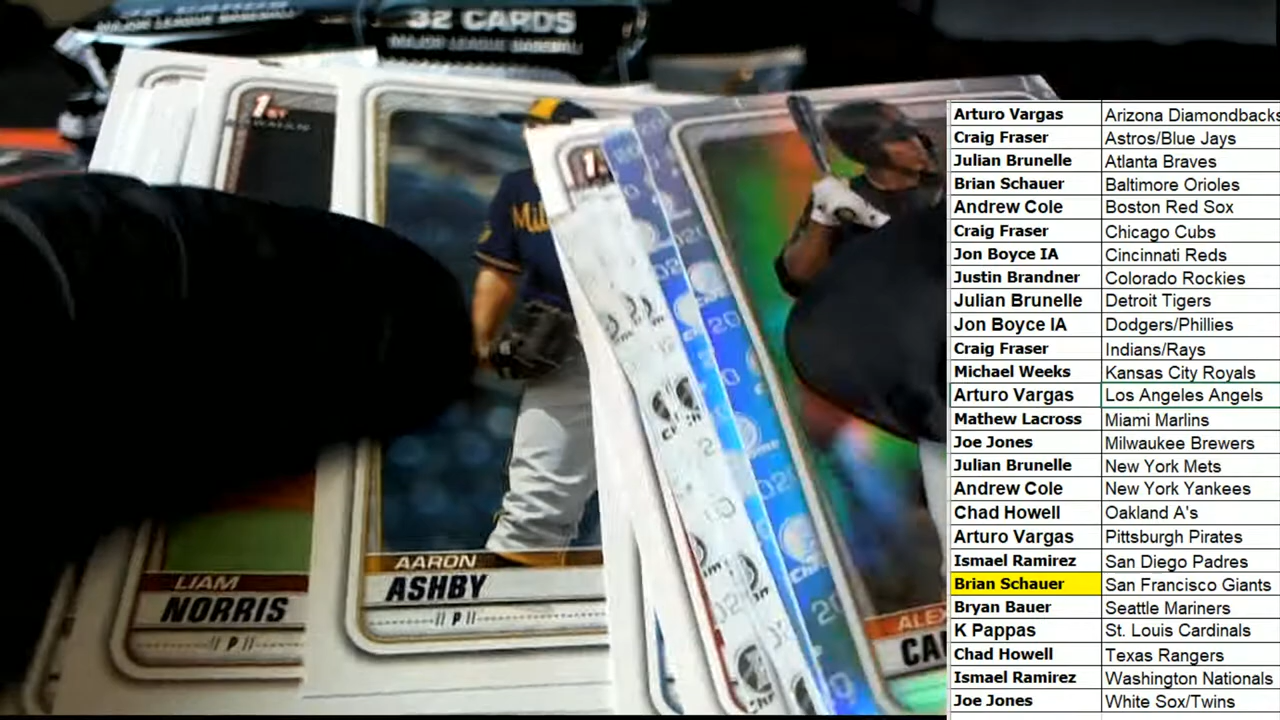 32 CARDS
MAJOR LEAGUE BASEBALL
1ST
BOWMAN
Mil
AARON
ASHBY
P
LIAM
NORRIS
P
ALEX
Arturo Vargas Arizona Diamondbacks
Craig Fraser Astros/Blue Jays
Julian Brunelle Atlanta Braves
Brian Schauer Baltimore Orioles
Andrew Cole Boston Red Sox
Craig Fraser Chicago Cubs
Jon Boyce IA Cincinnati Reds
Justin Brandner Colorado Rockies
Julian Brunelle Detroit Tigers
Jon Boyce IA Dodgers/Phillies
Craig Fraser Indians/Rays
Michael Weeks Kansas City Royals
Arturo Vargas Los Angeles Angels
Mathew Lacross Miami Marlins
Joe Jones Milwaukee Brewers
Julian Brunelle New York Mets
Andrew Cole New York Yankees
Chad Howell Oakland A's
Arturo Vargas Pittsburgh Pirates
Ismael Ramirez San Diego Padres
Brian Schauer San Francisco Giants
Bryan Bauer Seattle Mariners
K Pappas St. Louis Cardinals
Chad Howell Texas Rangers
Ismael Ramirez Washington Nationals
Joe Jones White Sox/Twins